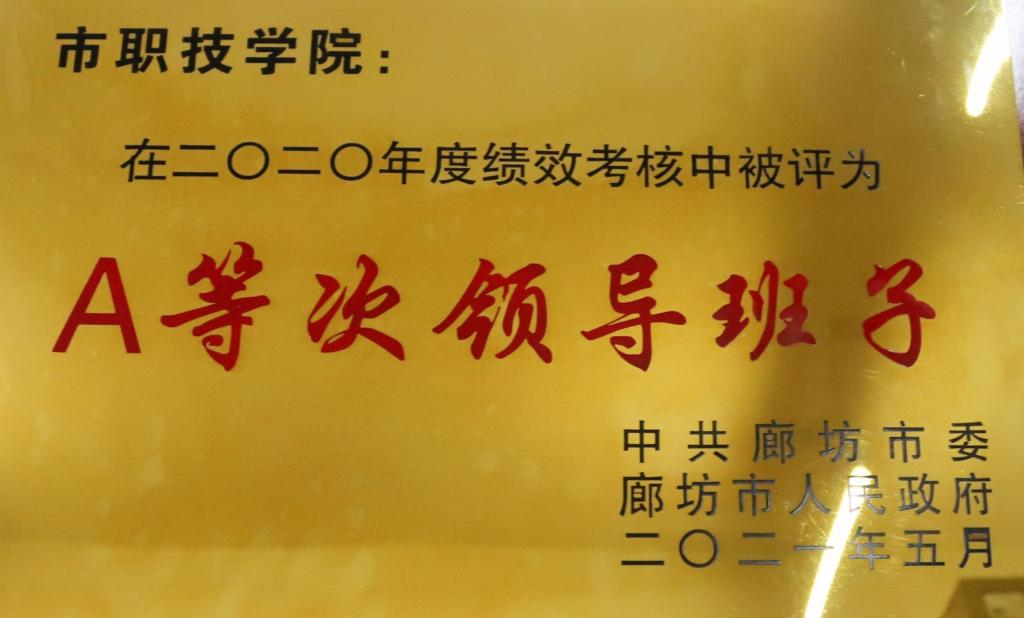 市职技学院：
在二〇二〇年度绩效考核中被评为
A等次领导班子
中共廊坊市委
廊坊市人民政府
二〇二一年五月